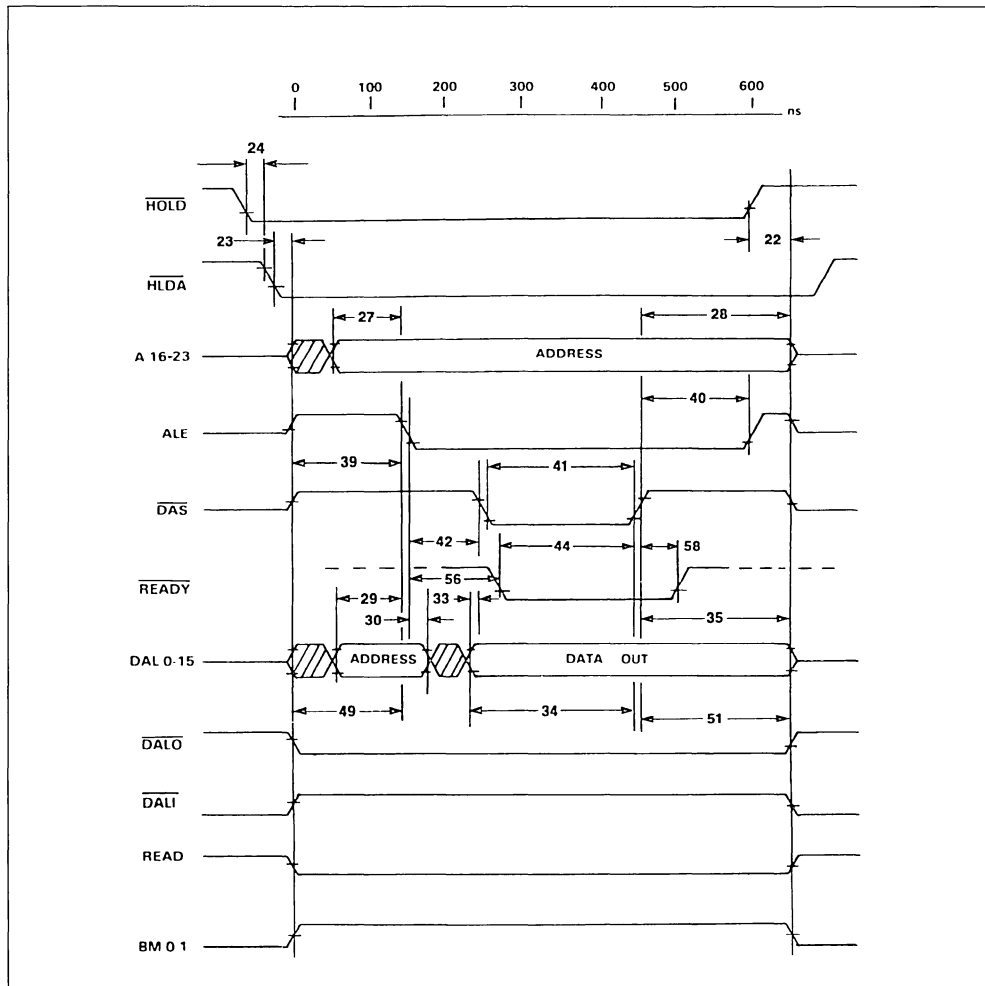 0 100 200 300 400 500 600
ns
24
HOLD
23 22
HLDA
27 28
A 16-23 ADDRESS
40
ALE
39 41
DAS
42 44 58
56
READY
29 33
30 35
DAL 0-15 ADDRESS DATA OUT
49 34 51
DALO
DALI
READ
BM 0 1